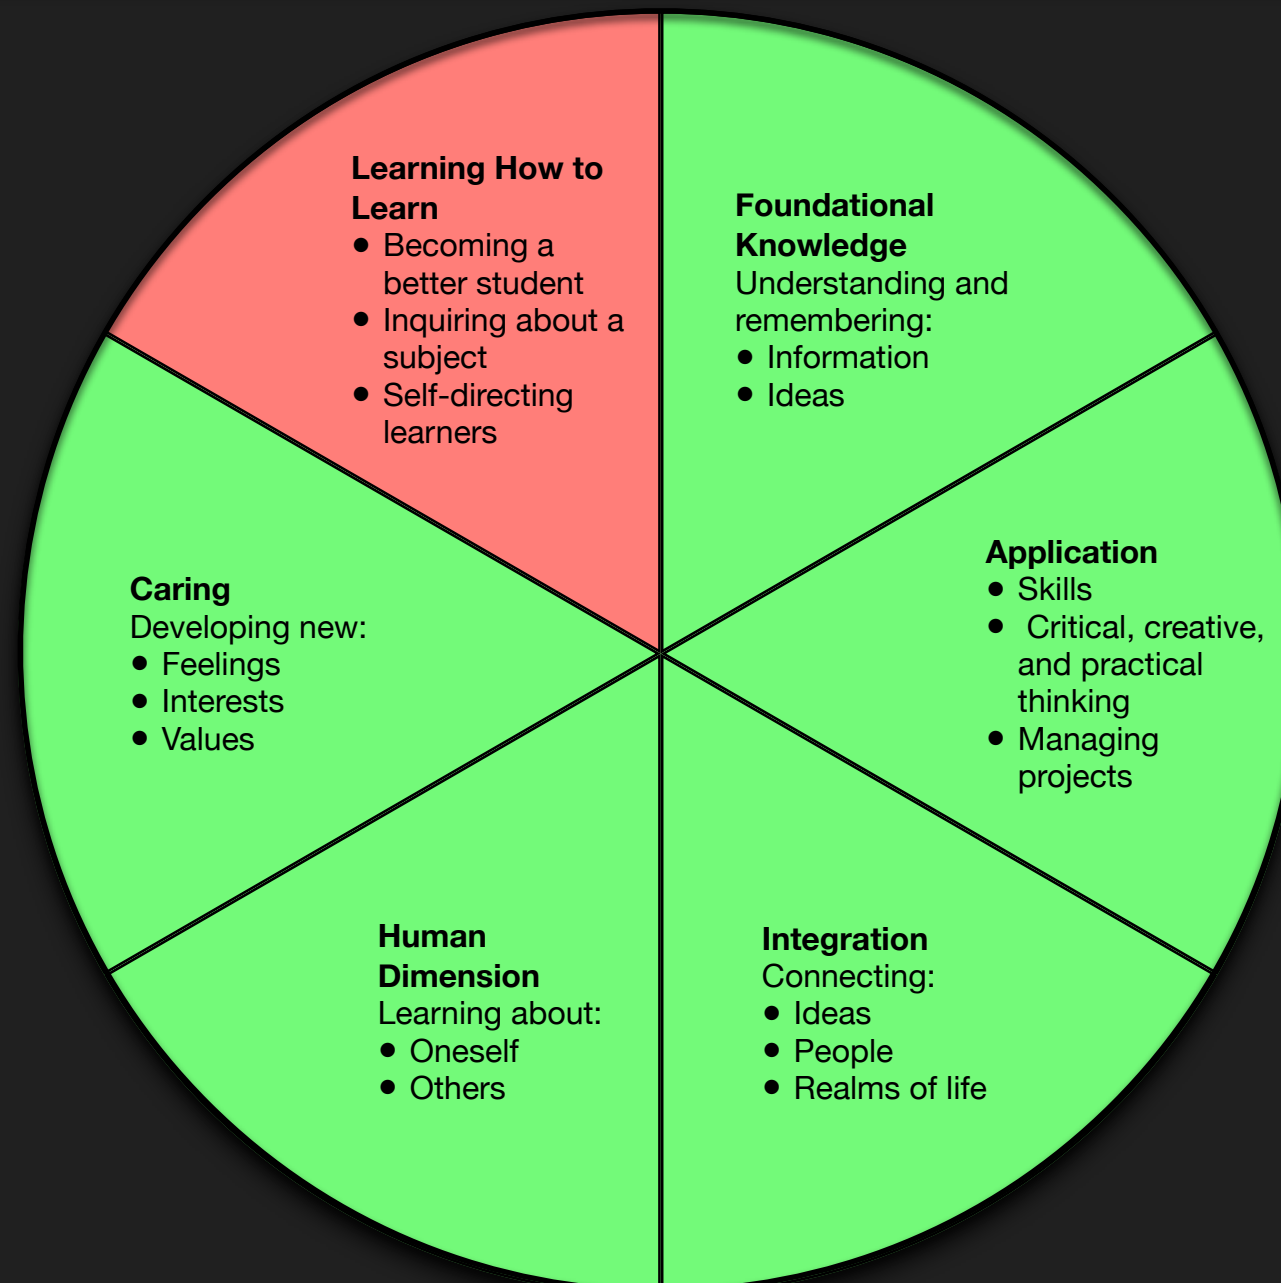 Learning How to
Learn
● Becoming a
better student
● Inquiring about a
subject
● Self-directing
learners
Foundational
Knowledge
Understanding and
remembering:
● Information
● Ideas
Application
● Skills
● Critical, creative,
and practical
thinking
● Managing
projects
Caring
Developing new:
● Feelings
● Interests
● Values
Human
Dimension
Learning about:
● Oneself
● Others
Integration
Connecting:
● Ideas
● People
● Realms of life